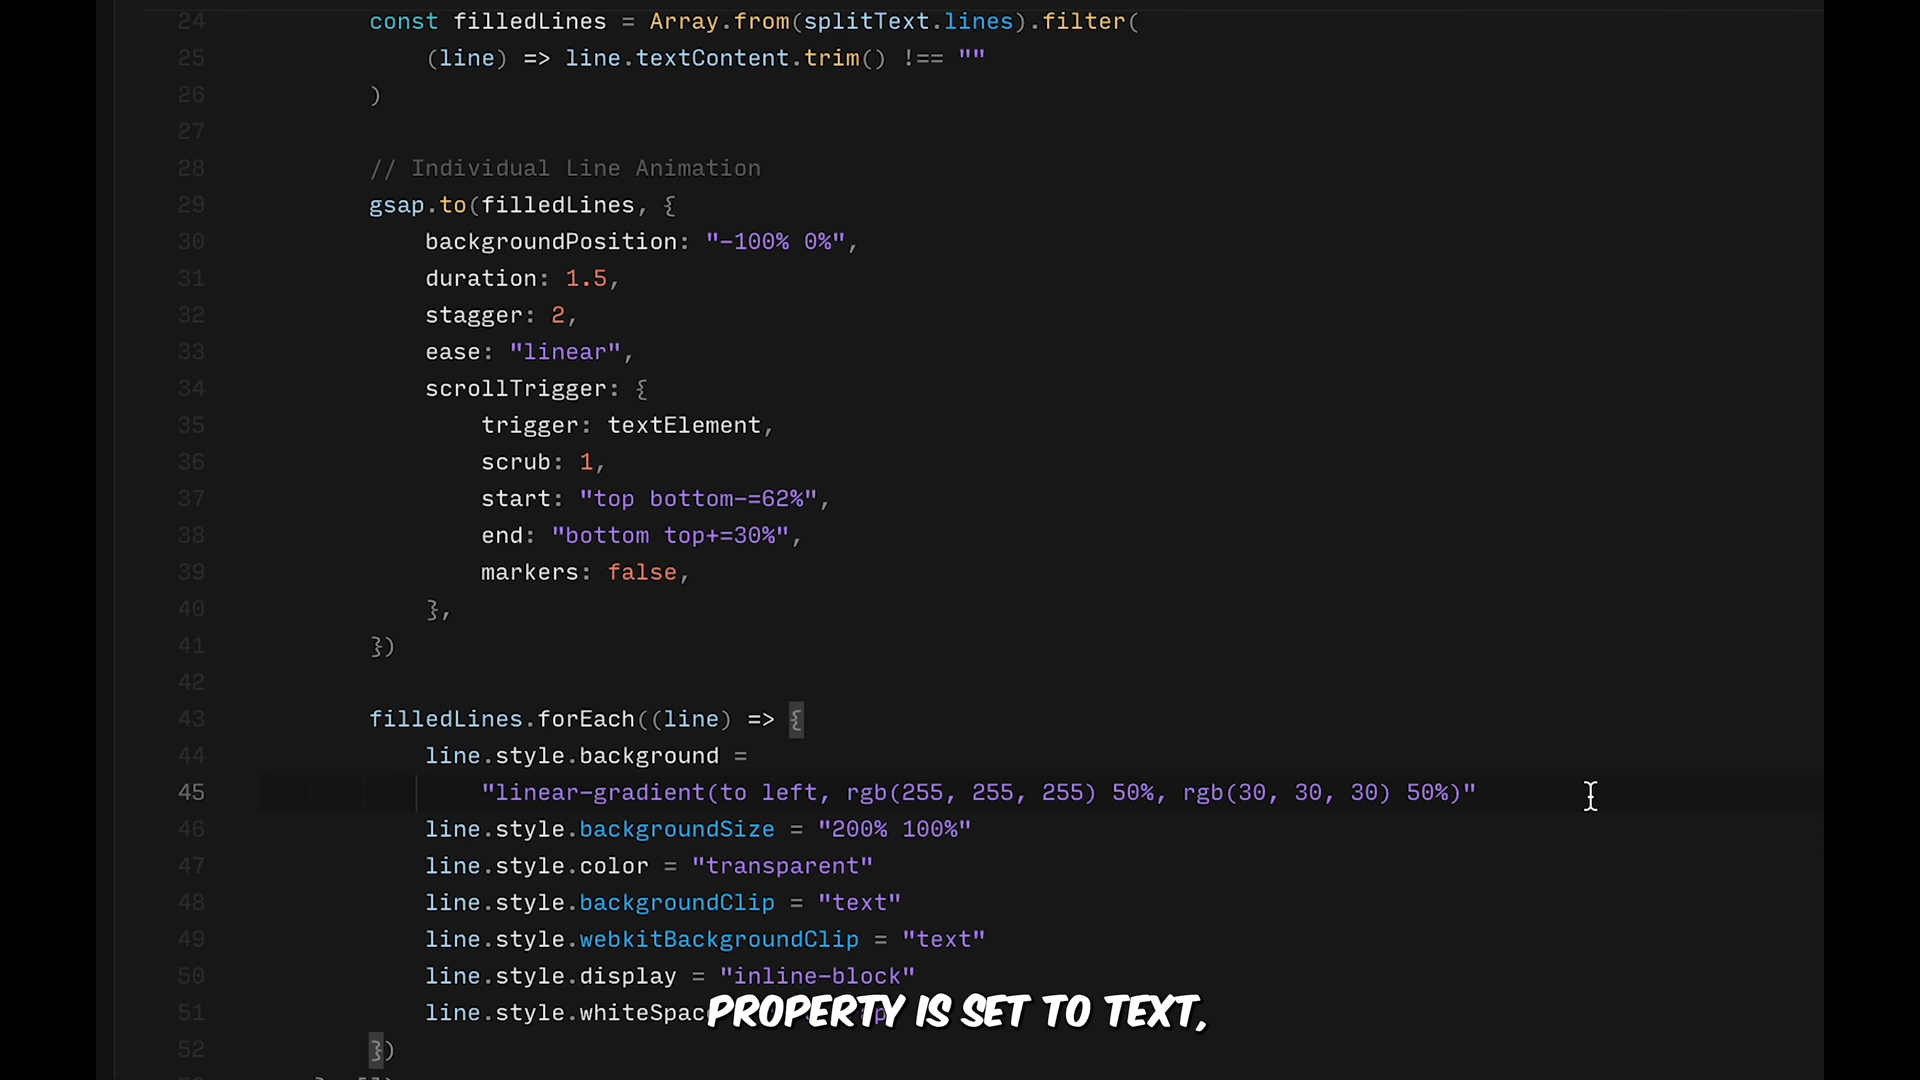 24 const filledLines = Array.from(splitText.lines).filter(
25 (line) => line.textContent.trim() !== ""
26 )
27
28 // Individual Line Animation
29 gsap.to(filledLines, {
30 backgroundPosition: "-100% 0%",
31 duration: 1.5,
32 stagger: 2,
33 ease: "linear",
34 scrollTrigger: {
35 trigger: textElement,
36 scrub: 1,
37 start: "top bottom-=62%",
38 end: "bottom top+=30%",
39 markers: false,
40 },
41 })
42
43 filledLines.forEach((line) => {
44 line.style.background =
45 "linear-gradient(to left, rgb(255, 255, 255) 50%, rgb(30, 30, 30) 50%)"
46 line.style.backgroundSize = "200% 100%"
47 line.style.color = "transparent"
48 line.style.backgroundClip = "text"
49 line.style.webkitBackgroundClip = "text"
50 line.style.display = "inline-block"
51 line.style.whiteSpac
PROPERTY IS SET TO TEXT,
52 })